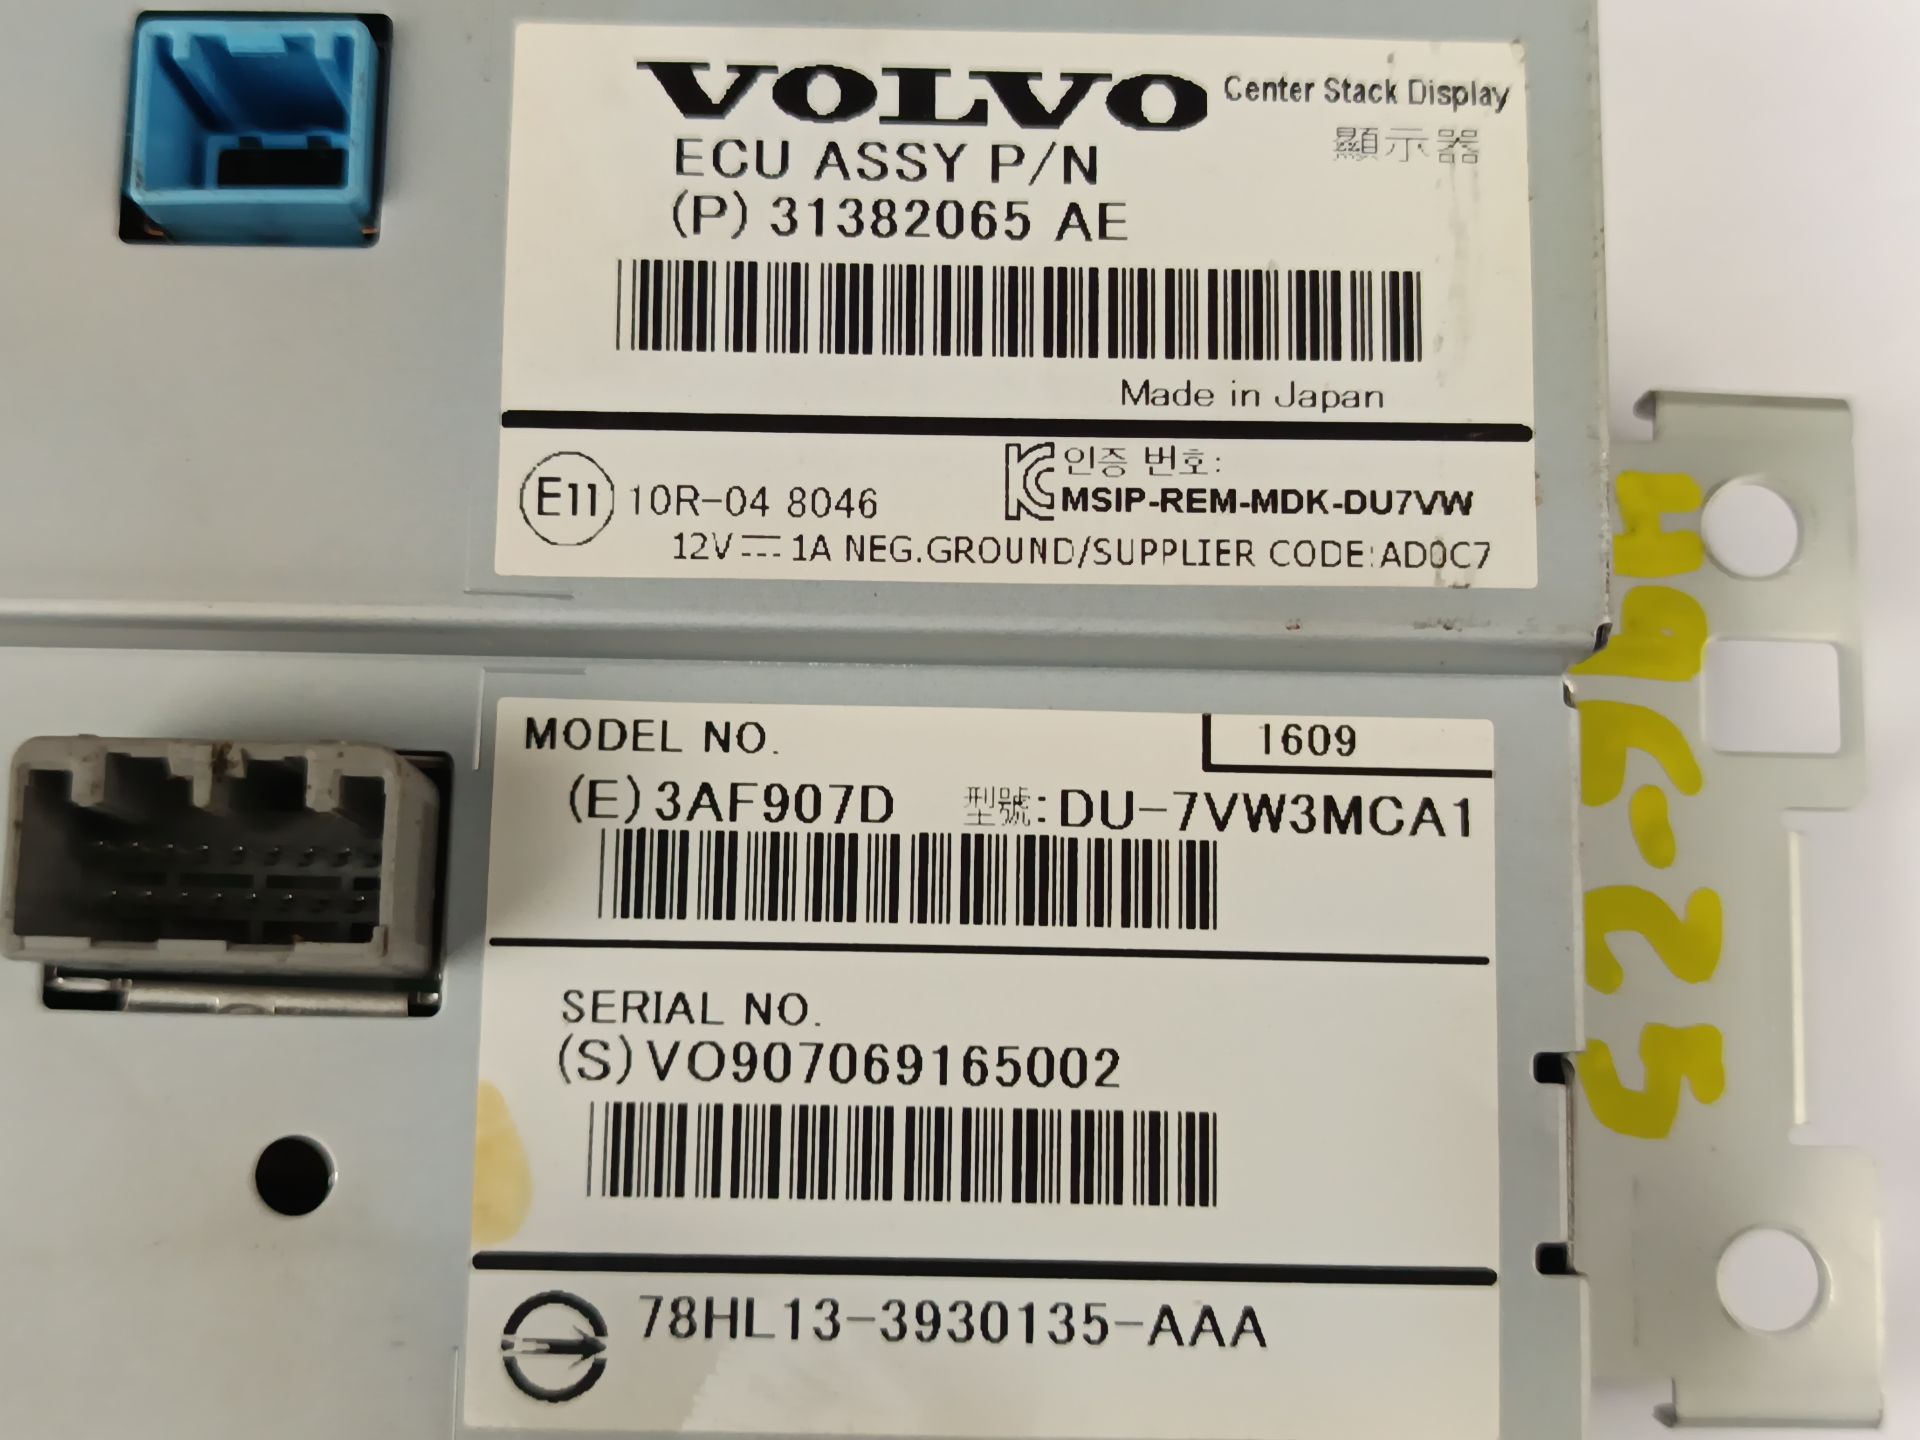 VOLVO Center Stack Display
顯示器
ECU ASSY P/N
(P) 31382065 AE
Made in Japan
E11 10R-04 8046
KC 인증 번호:
MSIP-REM-MDK-DU7VW
12V 1A NEG.GROUND/SUPPLIER CODE:AD0C7
MODEL NO. 1609
(E) 3AF907D 型號: DU-7VW3MCA1
SERIAL NO.
(S) VO907069165002
78HL13-3930135-AAA